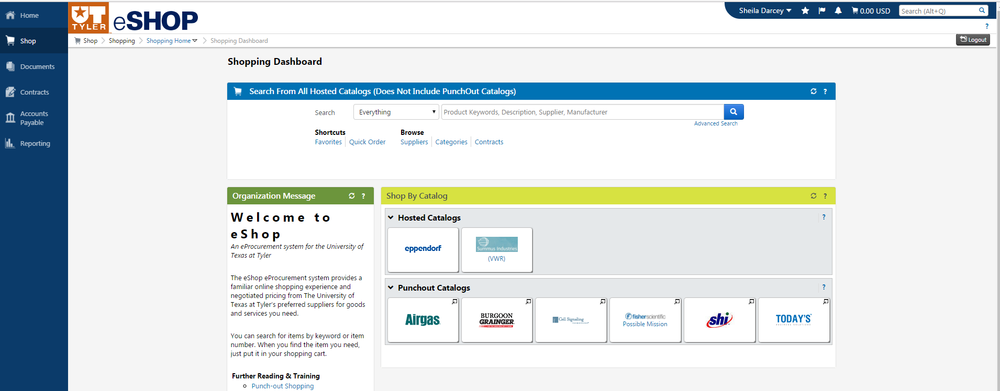 Home
Shop
Documents
Contracts
Accounts
Payable
Reporting
UT
TYLER
eSHOP
Sheila Darcey
0.00 USD
Search (Alt+Q)
?
Shop
Shopping
Shopping Home
Shopping Dashboard
Logout
Shopping Dashboard
Search From All Hosted Catalogs (Does Not Include PunchOut Catalogs)
?
Search
Everything
Product Keywords, Description, Supplier, Manufacturer
Advanced Search
Shortcuts
Favorites
Quick Order
Browse
Suppliers
Categories
Contracts
Organization Message
?
Welcome to
eShop
An eProcurement system for the University of
Texas at Tyler
The eShop eProcurement system provides a
familiar online shopping experience and
negotiated pricing from The University of
Texas at Tyler's preferred suppliers for goods
and services you need.
You can search for items by keyword or item
number. When you find the item you need,
just put it in your shopping cart.
Further Reading & Training
Punch-out Shopping
Shop By Catalog
?
Hosted Catalogs
?
eppendorf
Summus Industries
(VWR)
Punchout Catalogs
?
Airgas
BURGOON
GRAINGER
Cell Signaling
fisherscientific
Possible Mission
shi
TODAY'S